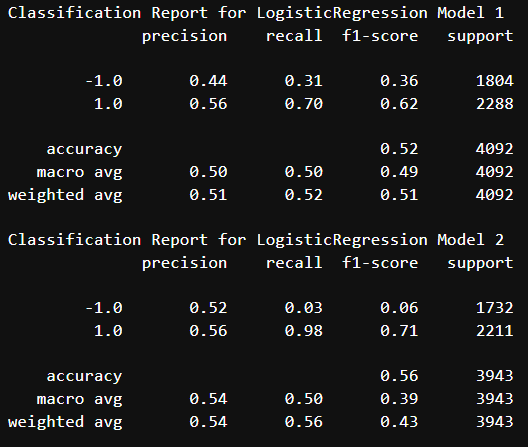 Classification Report for LogisticRegression Model 1
precision recall f1-score support
-1.0 0.44 0.31 0.36 1804
1.0 0.56 0.70 0.62 2288
accuracy 0.52 4092
macro avg 0.50 0.50 0.49 4092
weighted avg 0.51 0.52 0.51 4092
Classification Report for LogisticRegression Model 2
precision recall f1-score support
-1.0 0.52 0.03 0.06 1732
1.0 0.56 0.98 0.71 2211
accuracy 0.56 3943
macro avg 0.54 0.50 0.39 3943
weighted avg 0.54 0.56 0.43 3943